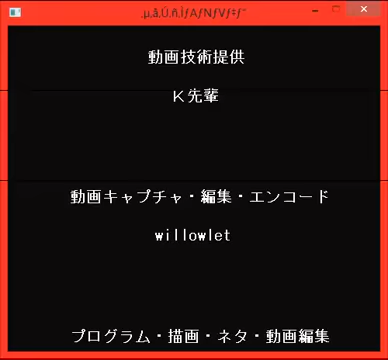 .µ‚å‚Ü‚ñ‚ÌƒAƒNƒVƒ‡ƒ“
動画技術提供
K先輩
動画キャプチャ・編集・エンコード
willowlet
プログラム・描画・ネタ・動画編集